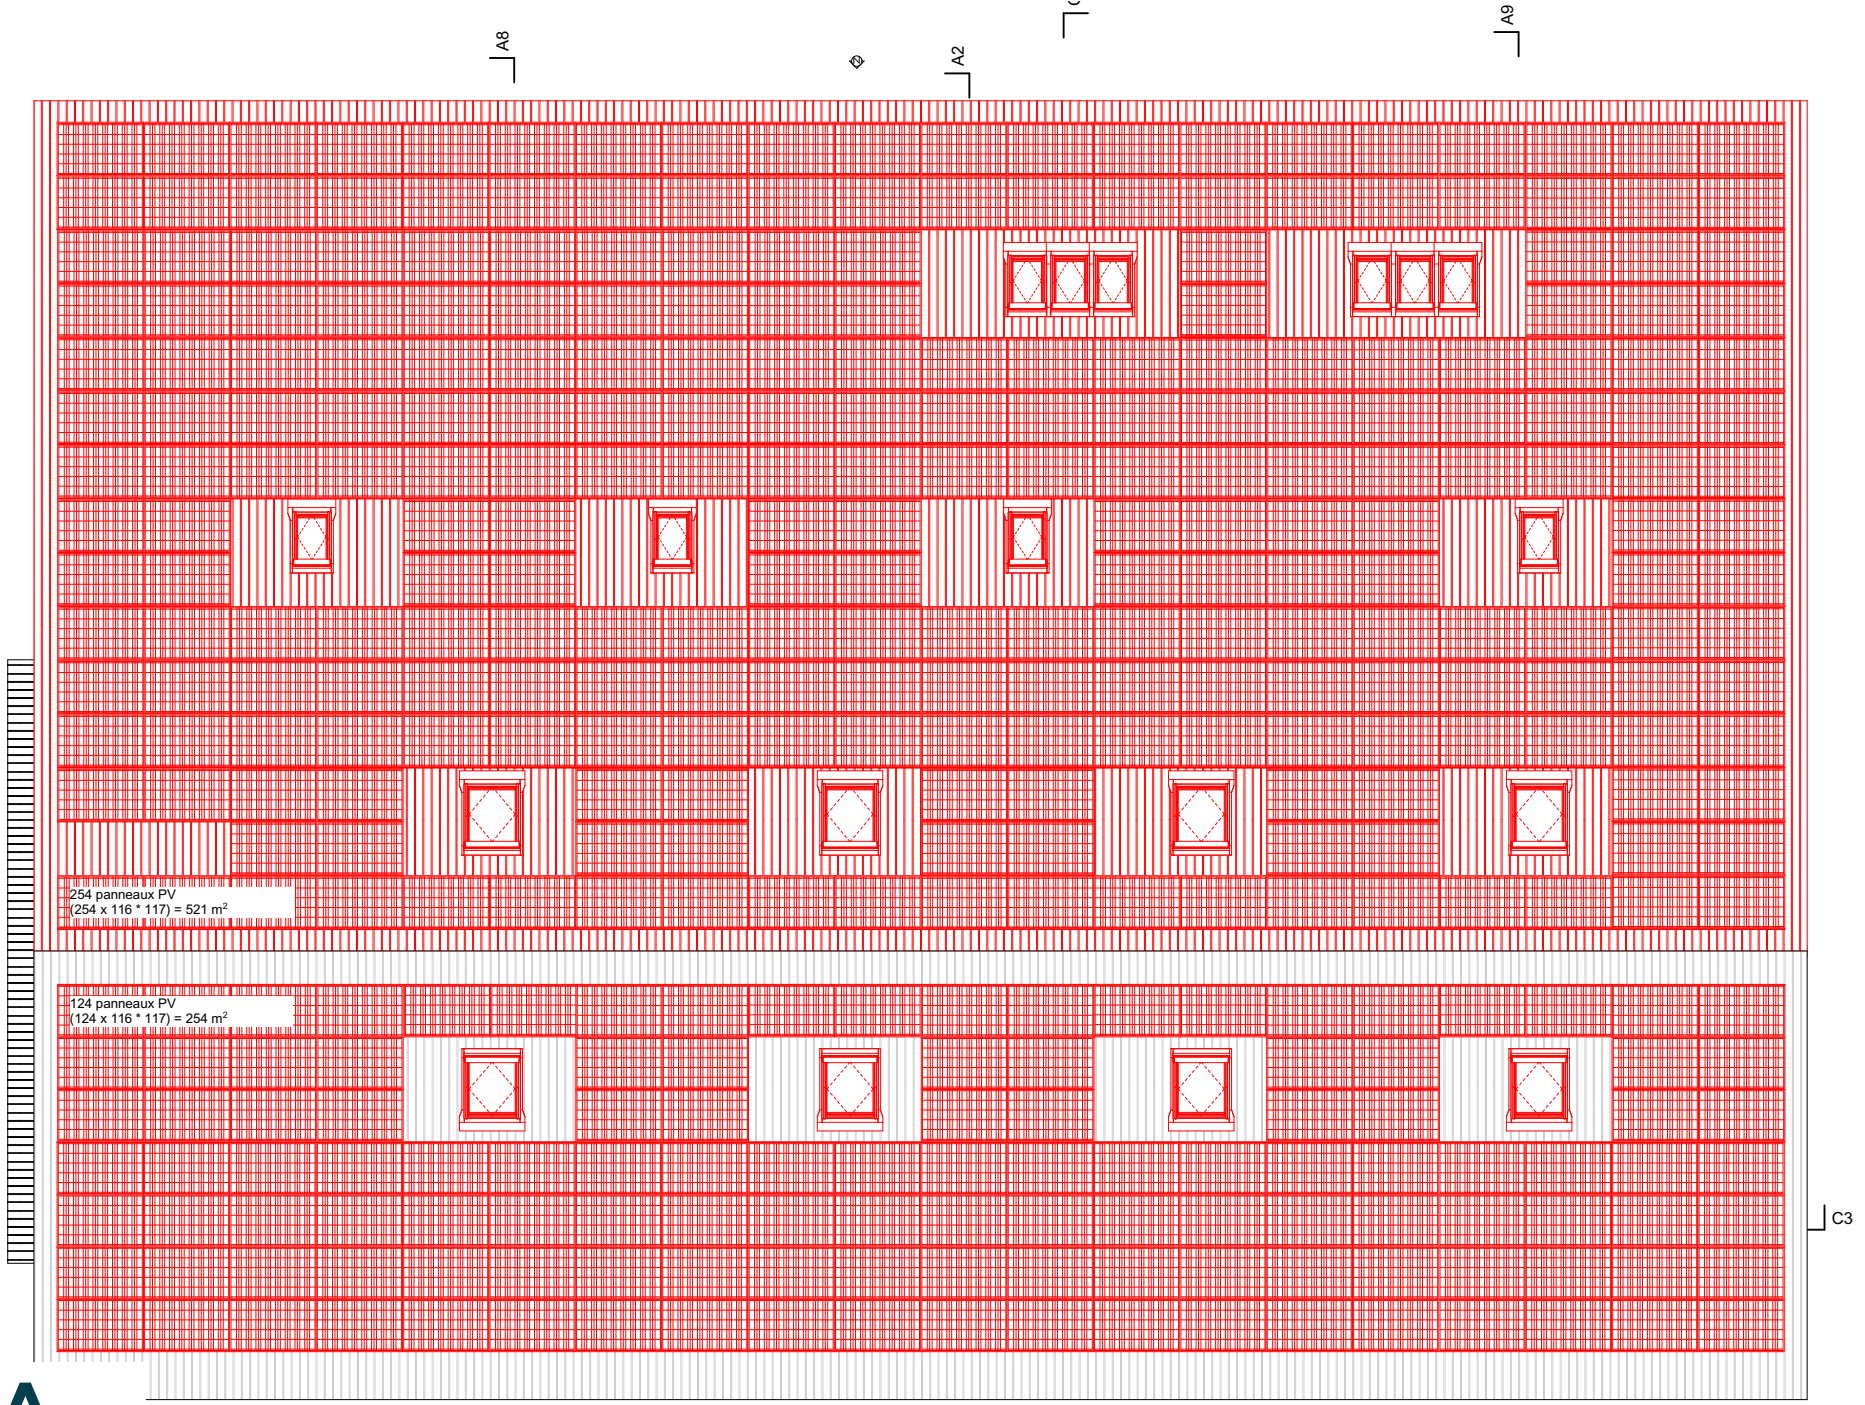 A8
A2
A9
254 panneaux PV
(254 x 116 * 117) = 521 m²
124 panneaux PV
(124 x 116 * 117) = 254 m²
C3